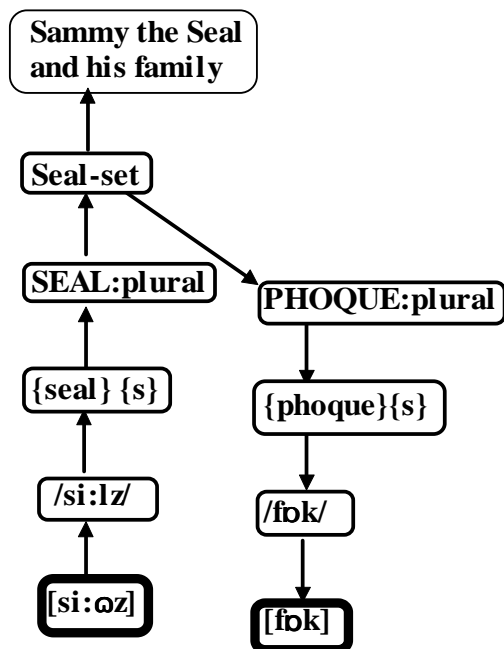 Sammy the Seal
and his family
Seal-set
SEAL:plural
PHOQUE:plural
{seal} {s}
{phoque}{s}
/si:lz/
/fɒk/
[si:ɷz]
[fɒk]